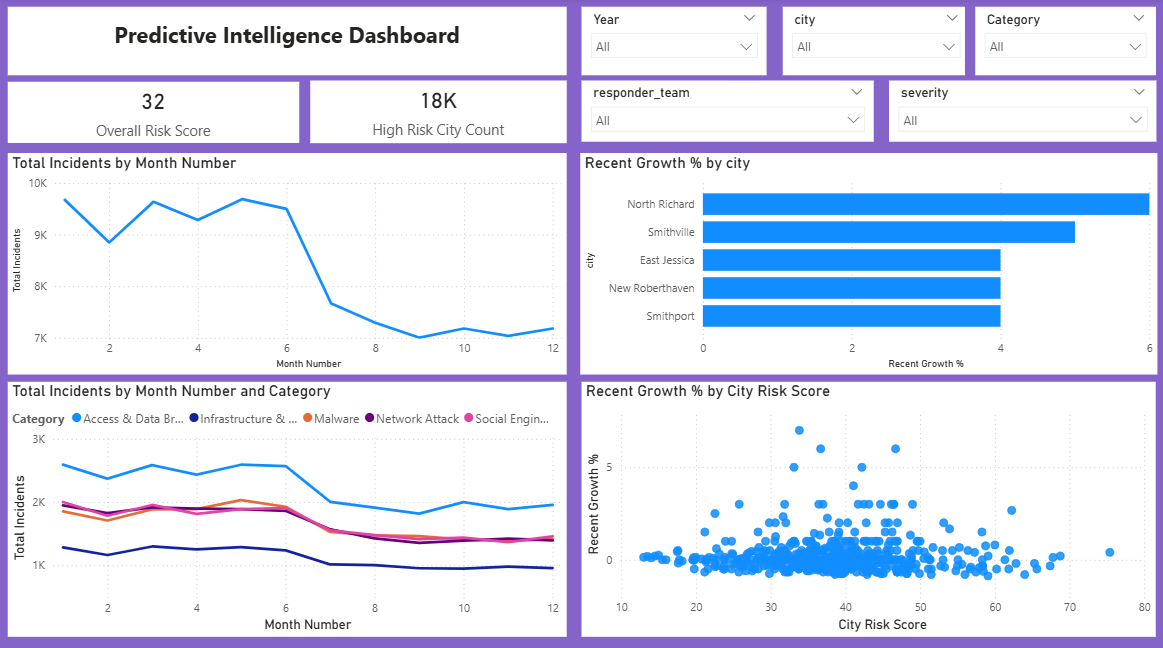 Predictive Intelligence Dashboard
Year
All
city
All
Category
All
32
Overall Risk Score
18K
High Risk City Count
responder_team
All
severity
All
Total Incidents by Month Number
Total Incidents
10K
9K
8K
7K
2 4 6 8 10 12
Month Number
Recent Growth % by city
city
North Richard
Smithville
East Jessica
New Roberthaven
Smithport
0 2 4 6
Recent Growth %
Total Incidents by Month Number and Category
Category Access & Data Br... Infrastructure & ... Malware Network Attack Social Engin...
Total Incidents
3K
2K
1K
2 4 6 8 10 12
Month Number
Recent Growth % by City Risk Score
Recent Growth %
5
0
10 20 30 40 50 60 70 80
City Risk Score